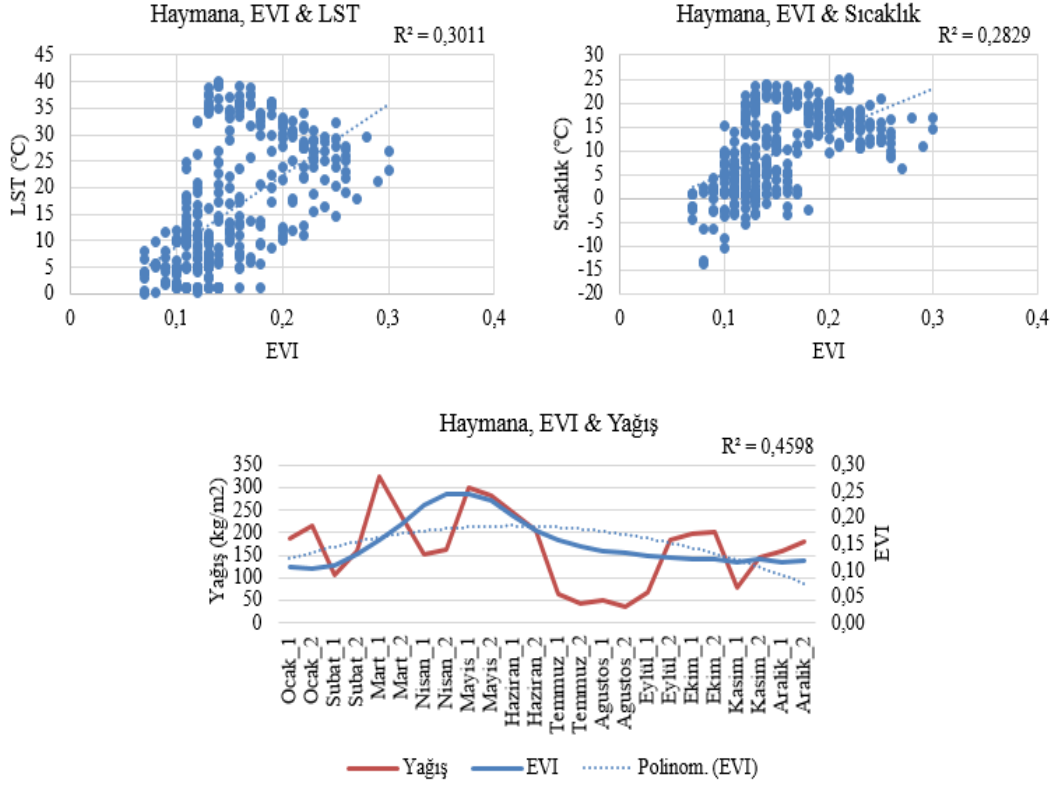 Haymana, EVI & LST
R² = 0,3011
45
40
35
30
25
20
15
10
5
0
LST (°C)
0
0,1
0,2
0,3
0,4
EVI
Haymana, EVI & Sıcaklık
R² = 0,2829
30
25
20
15
10
5
0
-5
-10
-15
-20
Sıcaklık (°C)
0
0,1
0,2
0,3
0,4
EVI
Haymana, EVI & Yağış
R² = 0,4598
350
300
250
200
150
100
50
0
Yağış (kg/m2)
0,30
0,25
0,20
0,15
0,10
0,05
0,00
EVI
Ocak_1
Ocak_2
Subat_1
Subat_2
Mart_1
Mart_2
Nisan_1
Nisan_2
Mayis_1
Mayis_2
Haziran_1
Haziran_2
Temmuz_1
Temmuz_2
Agustos_1
Agustos_2
Eylül_1
Eylül_2
Ekim_1
Ekim_2
Kasim_1
Kasim_2
Aralik_1
Aralik_2
Yağış
EVI
Polinom. (EVI)